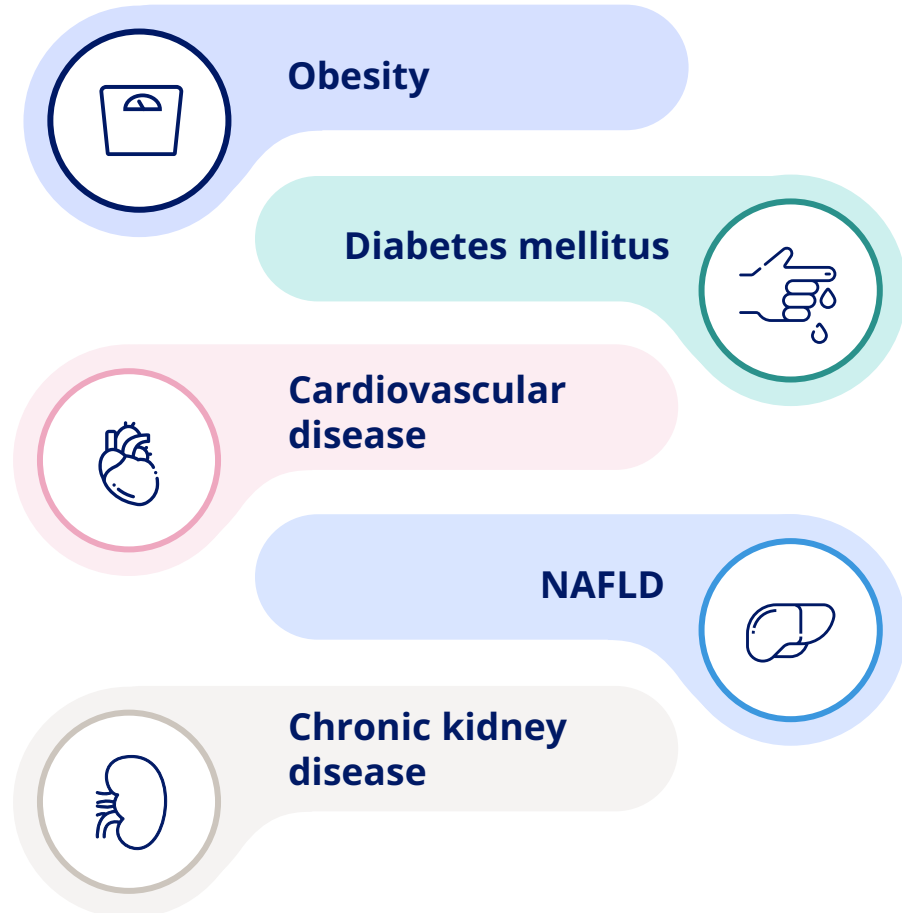 Obesity
Diabetes mellitus
Cardiovascular
disease
NAFLD
Chronic kidney
disease